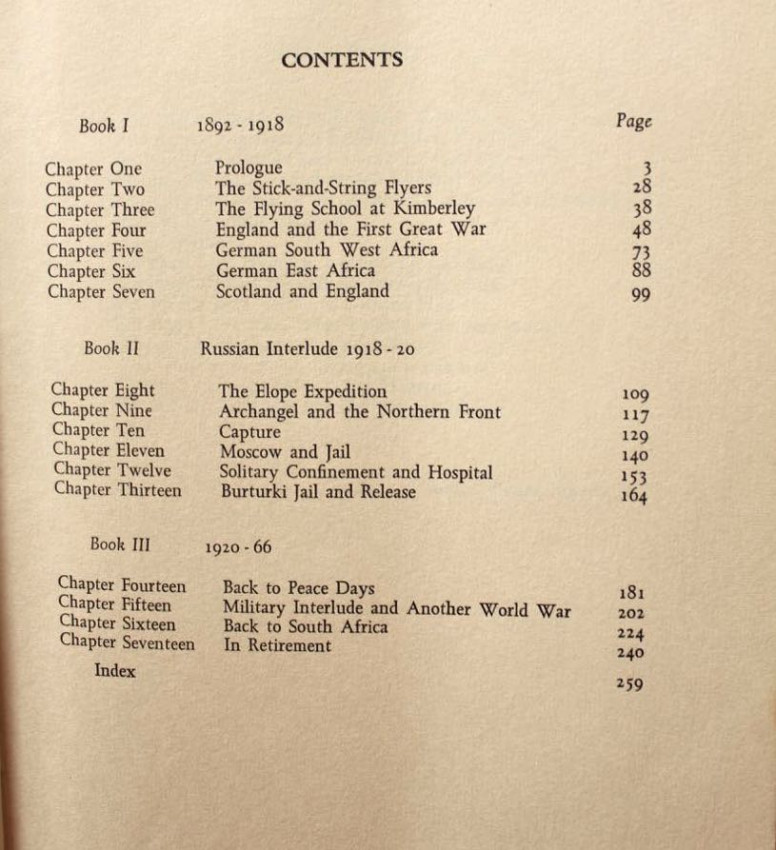 CONTENTS
Book I 1892 - 1918 Page
Chapter One Prologue 3
Chapter Two The Stick-and-String Flyers 28
Chapter Three The Flying School at Kimberley 38
Chapter Four England and the First Great War 48
Chapter Five German South West Africa 73
Chapter Six German East Africa 88
Chapter Seven Scotland and England 99
Book II Russian Interlude 1918 - 20
Chapter Eight The Elope Expedition 109
Chapter Nine Archangel and the Northern Front 117
Chapter Ten Capture 129
Chapter Eleven Moscow and Jail 140
Chapter Twelve Solitary Confinement and Hospital 153
Chapter Thirteen Burturki Jail and Release 164
Book III 1920 - 66
Chapter Fourteen Back to Peace Days 181
Chapter Fifteen Military Interlude and Another World War 202
Chapter Sixteen Back to South Africa 224
Chapter Seventeen In Retirement 240
Index 259